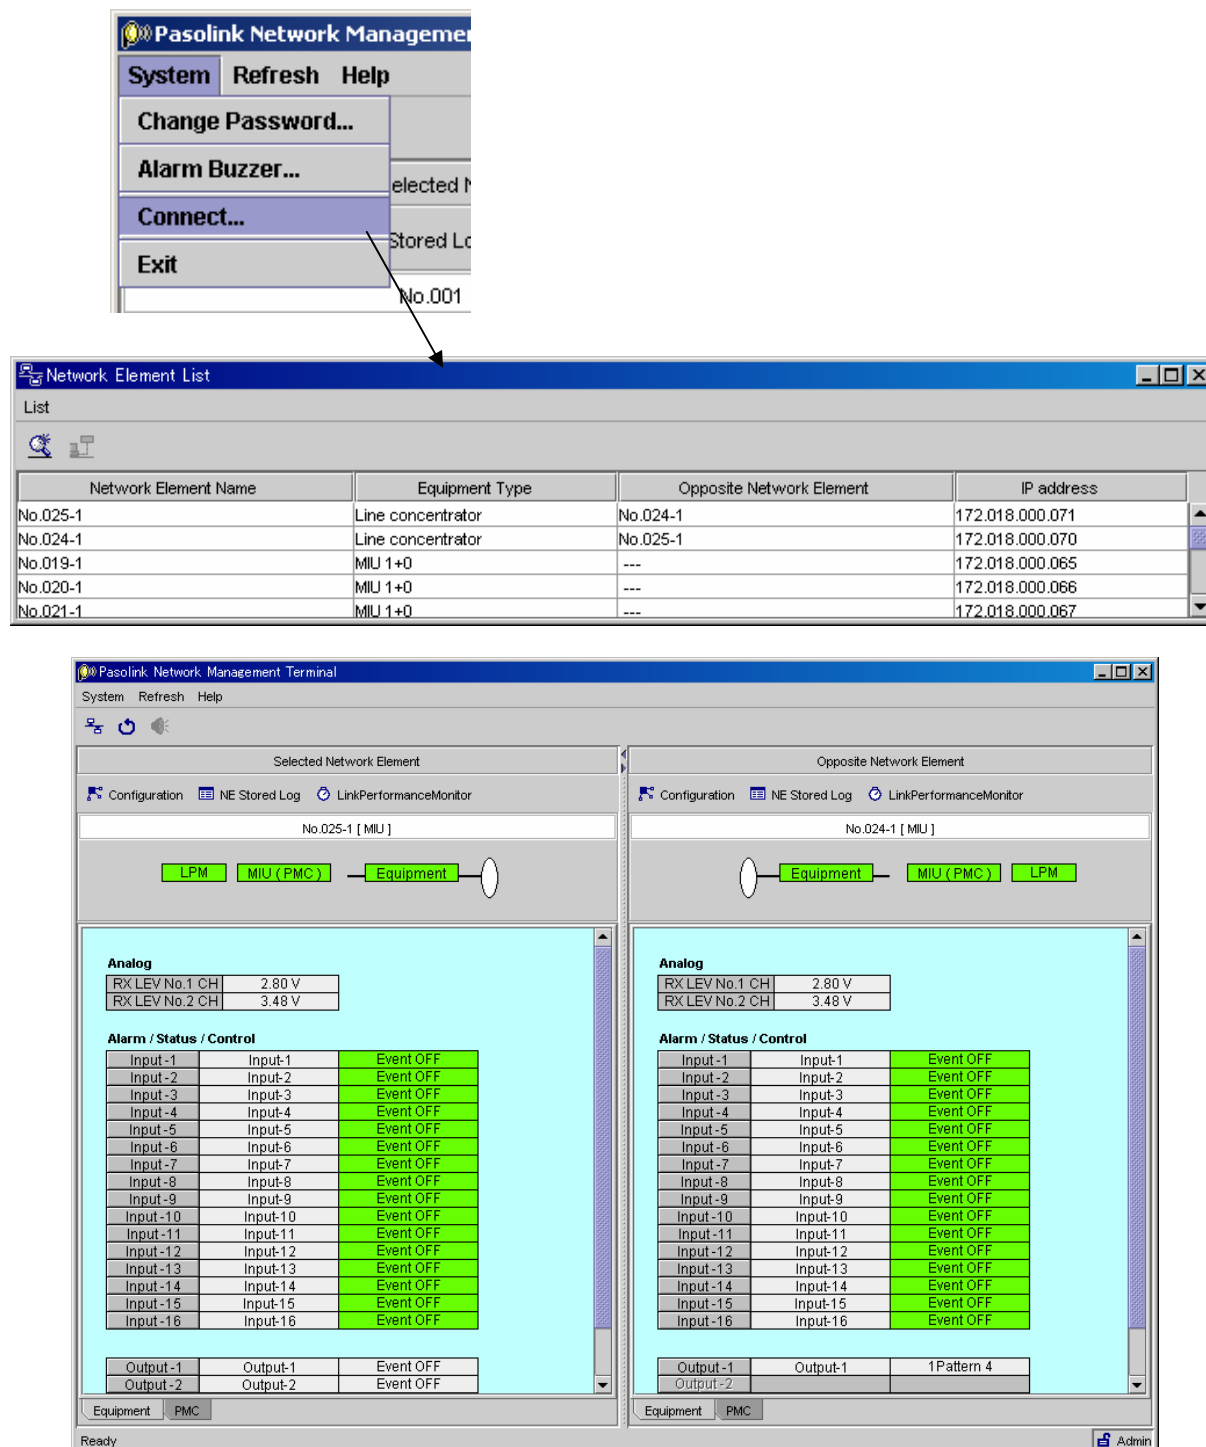 Pasolink Network Managemen
System Refresh Help
Change Password...
Alarm Buzzer...
elected N
Connect...
Stored Lo
Exit
No.001
Network Element List
List
Network Element Name Equipment Type Opposite Network Element IP address
No.025-1 Line concentrator No.024-1 172.018.000.071
No.024-1 Line concentrator No.025-1 172.018.000.070
No.019-1 MIU 1+0 --- 172.018.000.065
No.020-1 MIU 1+0 --- 172.018.000.066
No.021-1 MIU 1+0 --- 172.018.000.067
Pasolink Network Management Terminal
System Refresh Help
Selected Network Element
Configuration NE Stored Log LinkPerformanceMonitor
No.025-1 [ MIU ]
LPM MIU ( PMC ) Equipment
Analog
RX LEV No.1 CH 2.80 V
RX LEV No.2 CH 3.48 V
Alarm / Status / Control
Input -1 Input-1 Event OFF
Input -2 Input-2 Event OFF
Input -3 Input-3 Event OFF
Input -4 Input-4 Event OFF
Input -5 Input-5 Event OFF
Input -6 Input-6 Event OFF
Input -7 Input-7 Event OFF
Input -8 Input-8 Event OFF
Input -9 Input-9 Event OFF
Input -10 Input-10 Event OFF
Input -11 Input-11 Event OFF
Input -12 Input-12 Event OFF
Input -13 Input-13 Event OFF
Input -14 Input-14 Event OFF
Input -15 Input-15 Event OFF
Input -16 Input-16 Event OFF
Output -1 Output-1 Event OFF
Output -2 Output-2 Event OFF
Equipment PMC
Opposite Network Element
Configuration NE Stored Log LinkPerformanceMonitor
No.024-1 [ MIU ]
Equipment MIU ( PMC ) LPM
Analog
RX LEV No.1 CH 2.80 V
RX LEV No.2 CH 3.48 V
Alarm / Status / Control
Input -1 Input-1 Event OFF
Input -2 Input-2 Event OFF
Input -3 Input-3 Event OFF
Input -4 Input-4 Event OFF
Input -5 Input-5 Event OFF
Input -6 Input-6 Event OFF
Input -7 Input-7 Event OFF
Input -8 Input-8 Event OFF
Input -9 Input-9 Event OFF
Input -10 Input-10 Event OFF
Input -11 Input-11 Event OFF
Input -12 Input-12 Event OFF
Input -13 Input-13 Event OFF
Input -14 Input-14 Event OFF
Input -15 Input-15 Event OFF
Input -16 Input-16 Event OFF
Output -1 Output-1 1Pattern 4
Output -2
Equipment PMC
Ready Admin